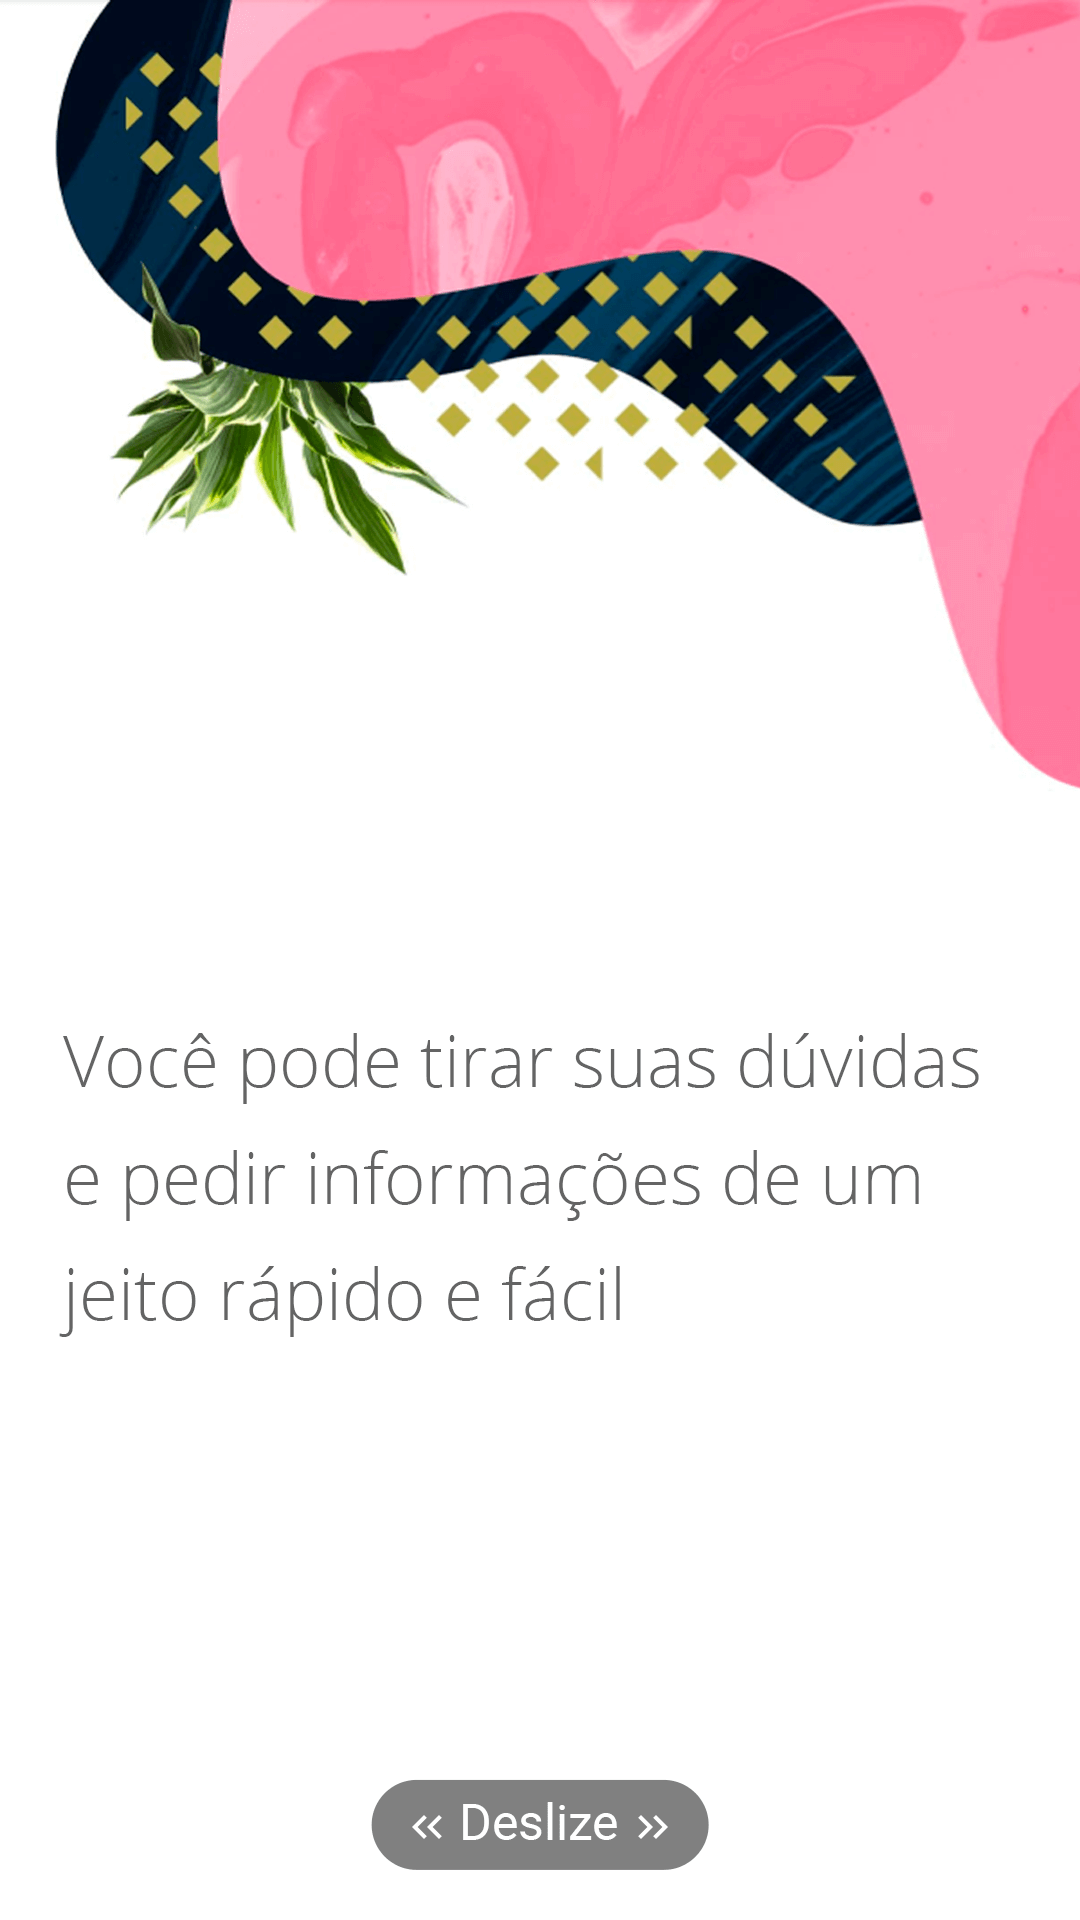 Você pode tirar suas dúvidas
e pedir informações de um
jeito rápido e fácil
« Deslize »